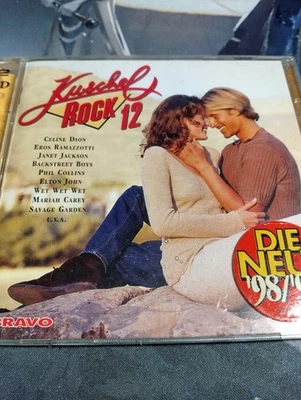 Kuschel
ROCK 12
CELINE DION
EROS RAMAZZOTTI
JANET JACKSON
BACKSTREET BOYS
PHIL COLLINS
ELTON JOHN
WET WET WET
MARIAH CAREY
SAVAGE GARDEN
U.V.A.
DIE
NEU
'98/'9
BRAVO